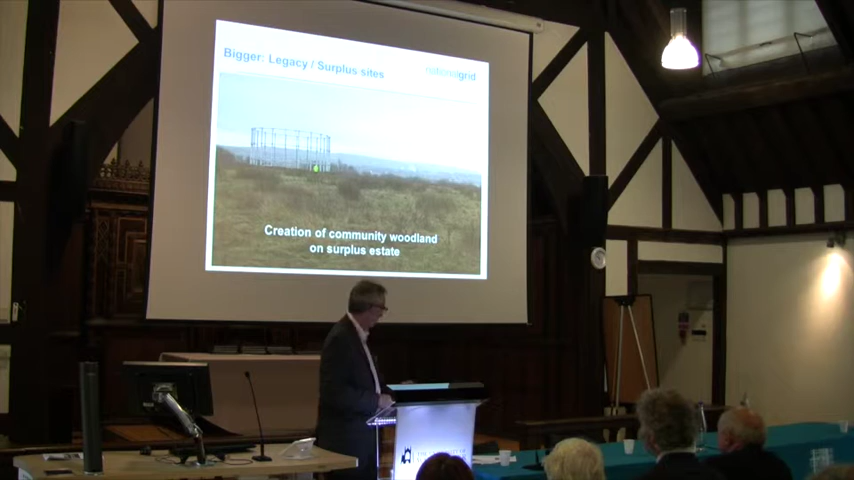 Bigger: Legacy / Surplus sites
nationalgrid
Creation of community woodland
on surplus estate